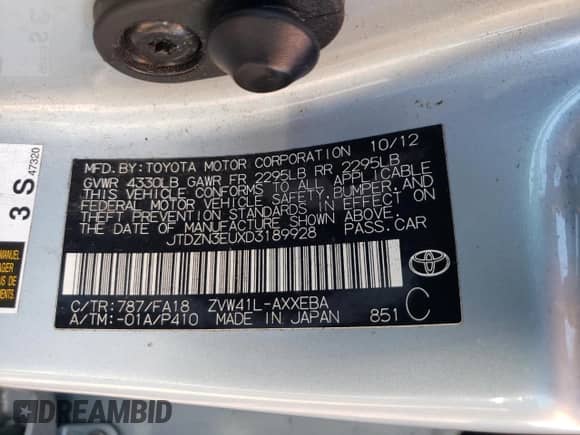 10/12
MFD. BY: TOYOTA MOTOR CORPORATION
GVWR 4330LB GAWR FR 2295LB RR 2295LB
THIS VEHICLE CONFORMS TO ALL APPLICABLE
FEDERAL MOTOR VEHICLE SAFETY, BUMPER, AND
THEFT PREVENTION STANDARDS IN EFFECT ON
THE DATE OF MANUFACTURE SHOWN ABOVE.
JTDZN3EUXD3189928 PASS.CAR
C/TR: 787/FA18 ZVW41L-AXXEBA
A/TM: -01A/P410 MADE IN JAPAN 851 C
3 S 47320
DREAMBID